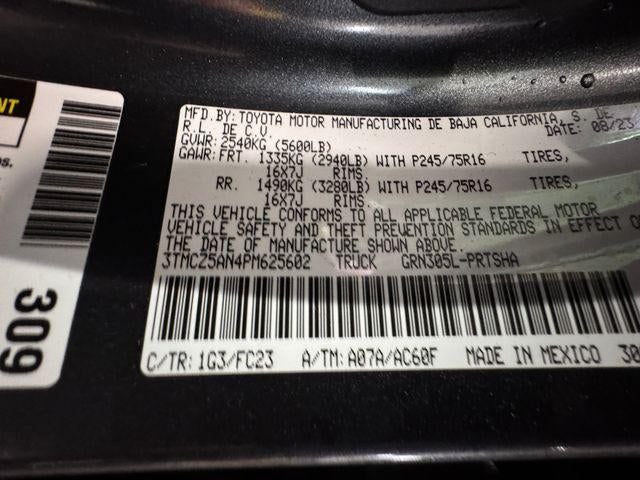 NT
ns.
309
MFD.BY: TOYOTA MOTOR MANUFACTURING DE BAJA CALIFORNIA, S. DE
R.L. DE C.V. DATE: 08/23
GVWR: 2540KG (5600LB)
GAWR: FRT. 1335KG (2940LB) WITH P245/75R16 TIRES,
16X7J RIMS.
RR. 1490KG (3280LB) WITH P245/75R16 TIRES,
16X7J RIMS.
THIS VEHICLE CONFORMS TO ALL APPLICABLE FEDERAL MOTOR
VEHICLE SAFETY AND THEFT PREVENTION STANDARDS IN EFFECT O
THE DATE OF MANUFACTURE SHOWN ABOVE.
3TMCZ5AN4PM625602 TRUCK GRN305L-PRTSHA
C/TR: 1G3/FC23 A/TM: A07A/AC60F MADE IN MEXICO 30